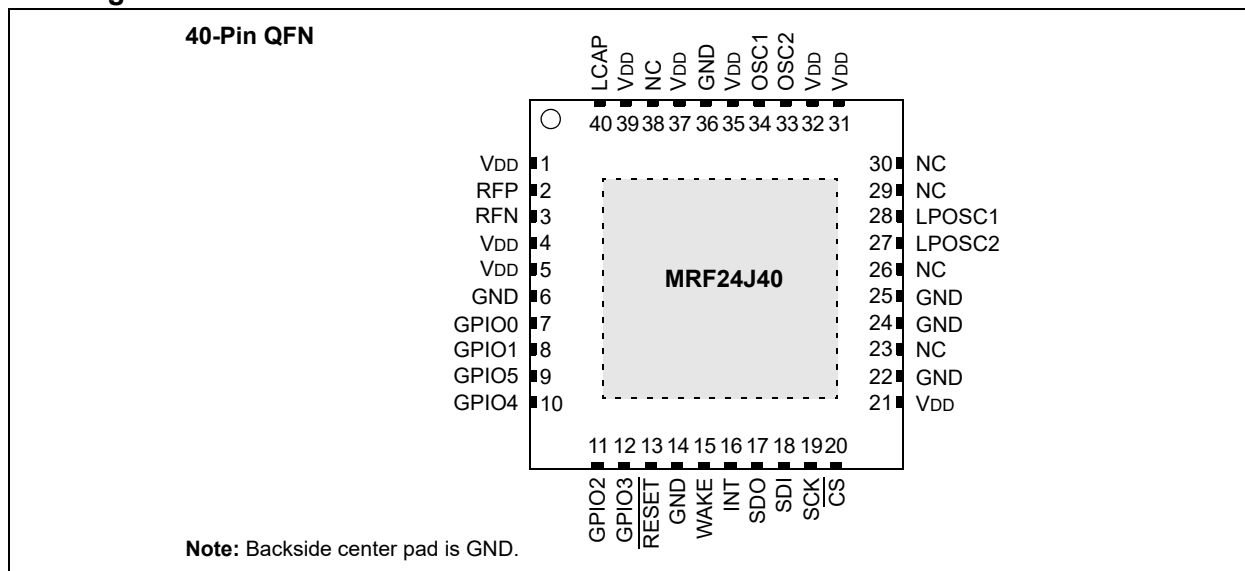 40-Pin QFN
LCAP
VDD
NC
VDD
GND
VDD
OSC1
OSC2
VDD
VDD
40 39 38 37 36 35 34 33 32 31
VDD 1
RFP 2
RFN 3
VDD 4
VDD 5
GND 6
GPIO0 7
GPIO1 8
GPIO5 9
GPIO4 10
MRF24J40
30 NC
29 NC
28 LPOSC1
27 LPOSC2
26 NC
25 GND
24 GND
23 NC
22 GND
21 VDD
11 12 13 14 15 16 17 18 19 20
GPIO2
GPIO3
RESET
GND
WAKE
INT
SDO
SDI
SCK
CS
Note: Backside center pad is GND.